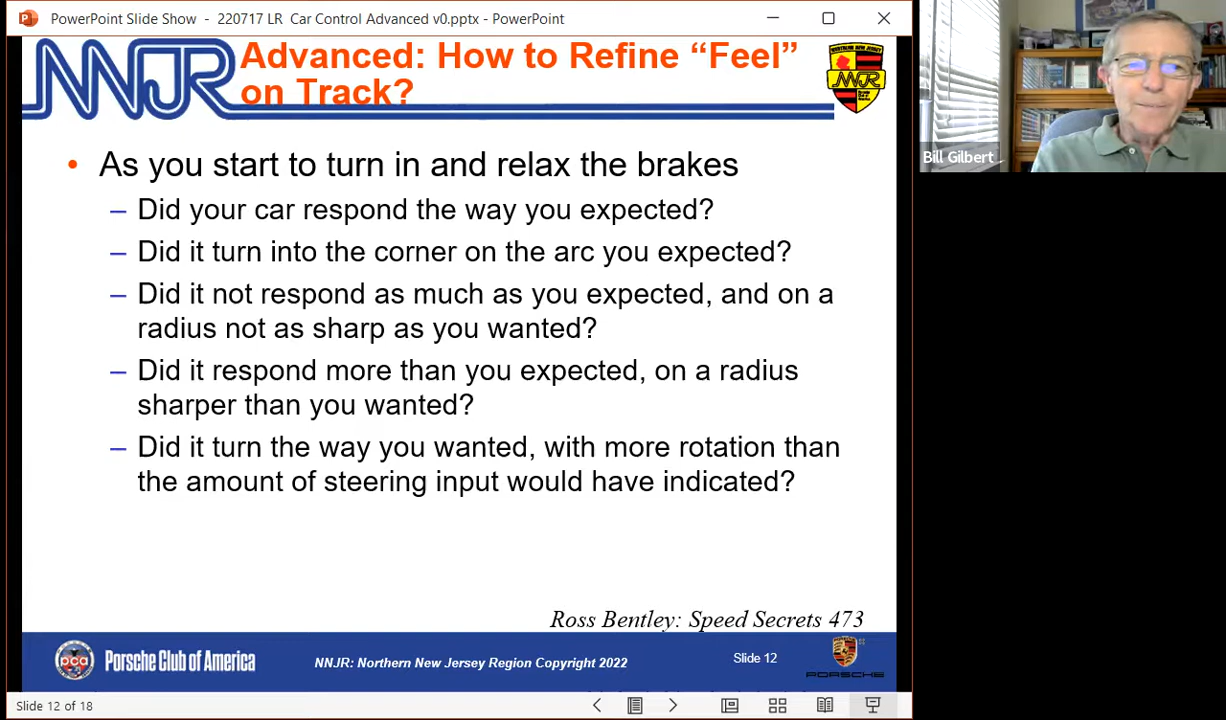 PowerPoint Slide Show - 220717 LR Car Control Advanced v0.pptx - PowerPoint
NNJR
Advanced: How to Refine “Feel”
on Track?
NNJR
• As you start to turn in and relax the brakes
– Did your car respond the way you expected?
– Did it turn into the corner on the arc you expected?
– Did it not respond as much as you expected, and on a
radius not as sharp as you wanted?
– Did it respond more than you expected, on a radius
sharper than you wanted?
– Did it turn the way you wanted, with more rotation than
the amount of steering input would have indicated?
Ross Bentley: Speed Secrets 473
pca
Porsche Club of America
NNJR: Northern New Jersey Region Copyright 2022
Slide 12
PORSCHE
Slide 12 of 18
Bill Gilbert